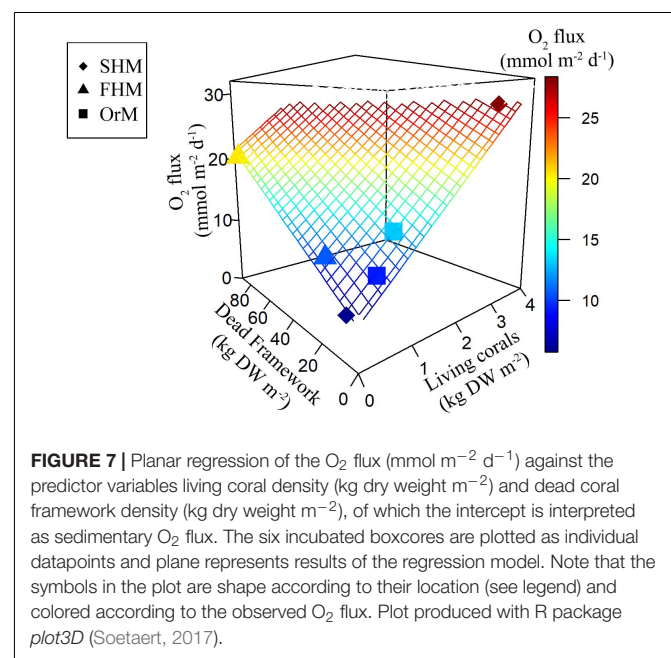 SHM
FHM
OrM
O₂ flux
(mmol m⁻² d⁻¹)
25
20
15
10
O₂ flux
(mmol m⁻² d⁻¹)
30
20
10
0
80
60
40
20
0
Dead Framework
(kg DW m⁻²)
0
1
2
3
4
Living corals
(kg DW m⁻²)
FIGURE 7 | Planar regression of the O₂ flux (mmol m⁻² d⁻¹) against the
predictor variables living coral density (kg dry weight m⁻²) and dead coral
framework density (kg dry weight m⁻²), of which the intercept is interpreted
as sedimentary O₂ flux. The six incubated boxcores are plotted as individual
datapoints and plane represents results of the regression model. Note that the
symbols in the plot are shape according to their location (see legend) and
colored according to the observed O₂ flux. Plot produced with R package
plot3D (Soetaert, 2017).